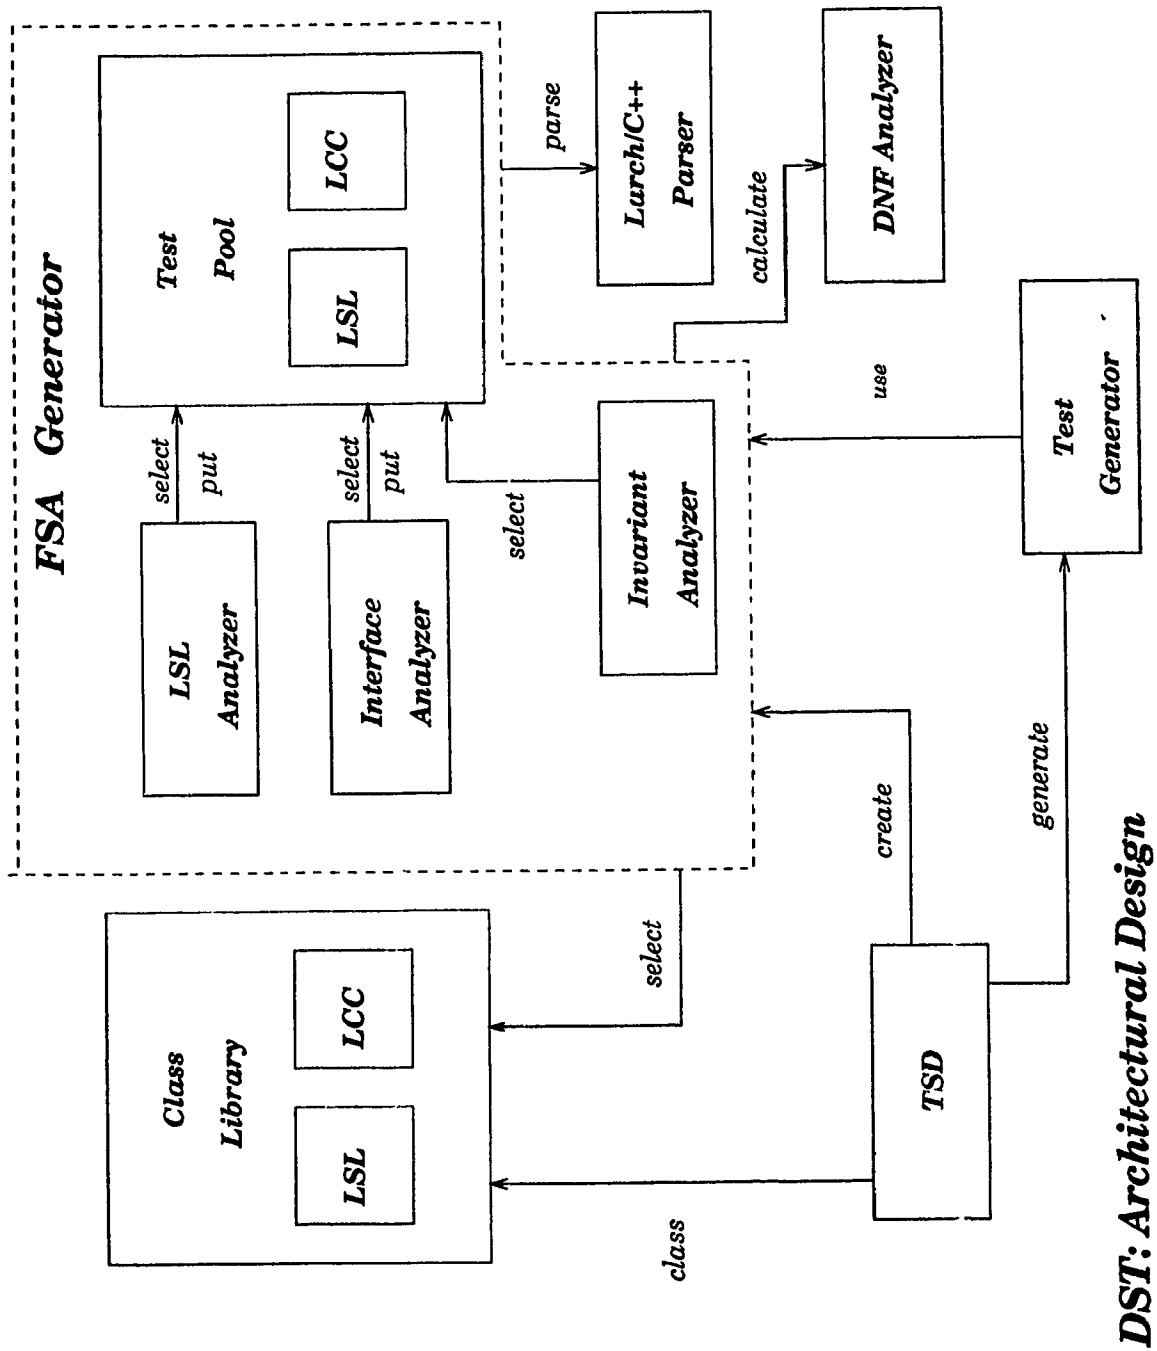 FSA Generator
Class
Library
LSL
LCC
LSL
Analyzer
select
put
Test
Pool
LSL
LCC
Interface
Analyzer
select
put
select
Invariant
Analyzer
parse
Lurch/C++
Parser
select
calculate
DNF Analyzer
class
create
use
TSD
generate
Test
Generator
DST: Architectural Design